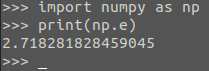 >>> import numpy as np
>>> print(np.e)
2.718281828459045
>>> _